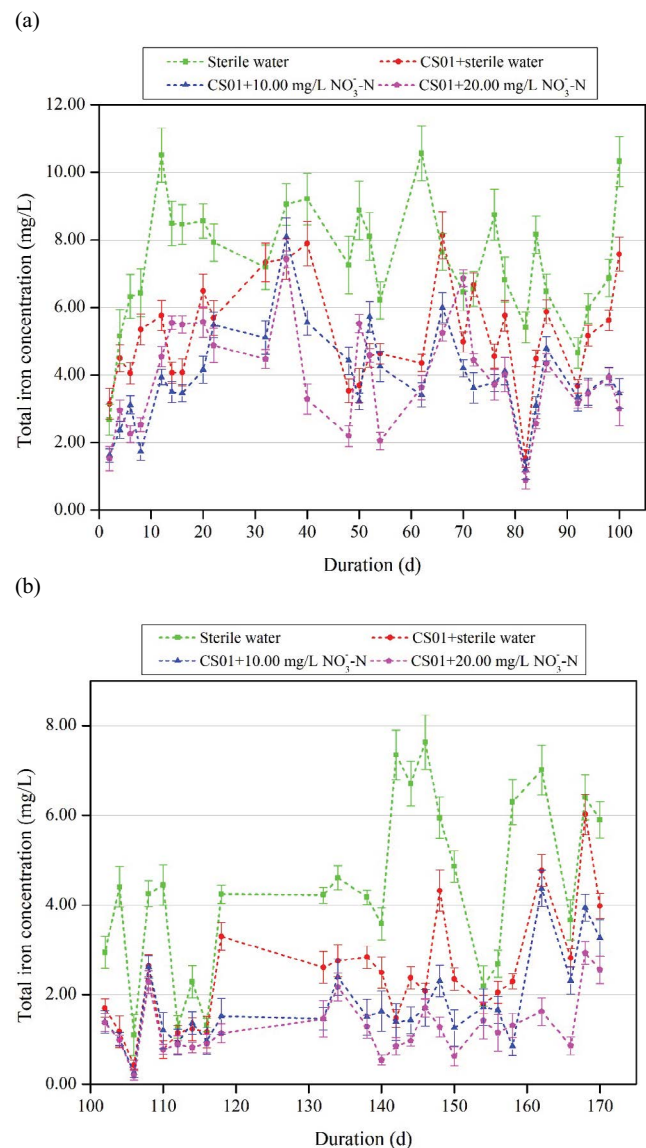 (a)
Sterile water CS01+sterile water
CS01+10.00 mg/L NO₃⁻-N CS01+20.00 mg/L NO₃⁻-N
12.00
10.00
8.00
6.00
4.00
2.00
0.00
Total iron concentration (mg/L)
0 10 20 30 40 50 60 70 80 90 100
Duration (d)
(b)
Sterile water CS01+sterile water
CS01+10.00 mg/L NO₃⁻-N CS01+20.00 mg/L NO₃⁻-N
8.00
6.00
4.00
2.00
0.00
Total iron concentration (mg/L)
100 110 120 130 140 150 160 170
Duration (d)